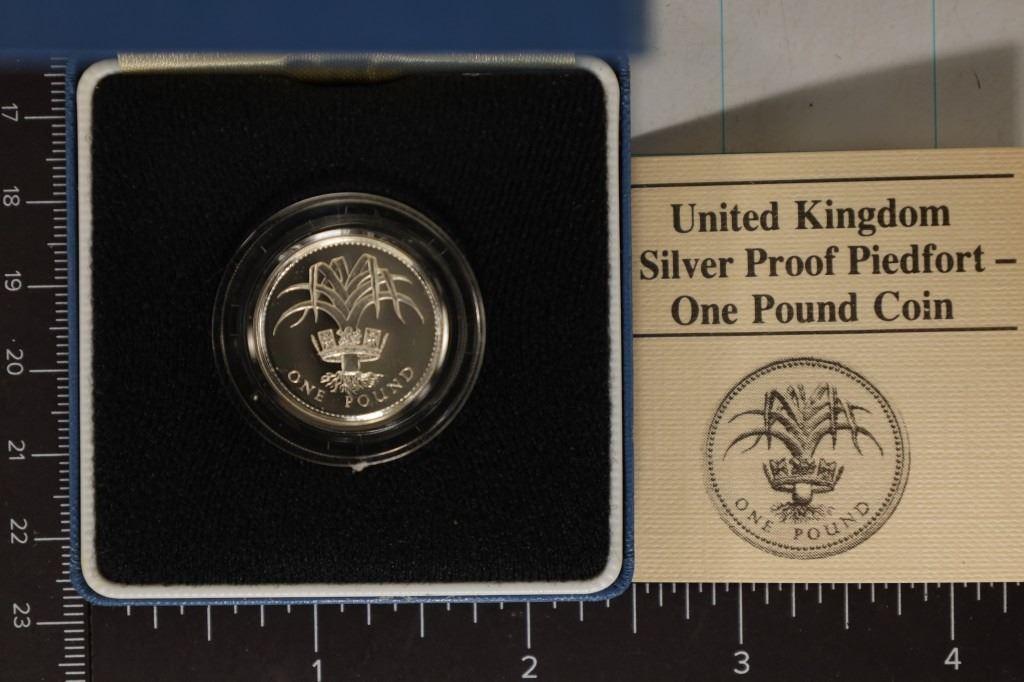 United Kingdom
Silver Proof Piedfort –
One Pound Coin
ONE POUND
ONE POUND
17
18
19
20
21
22
23
1
2
3
4